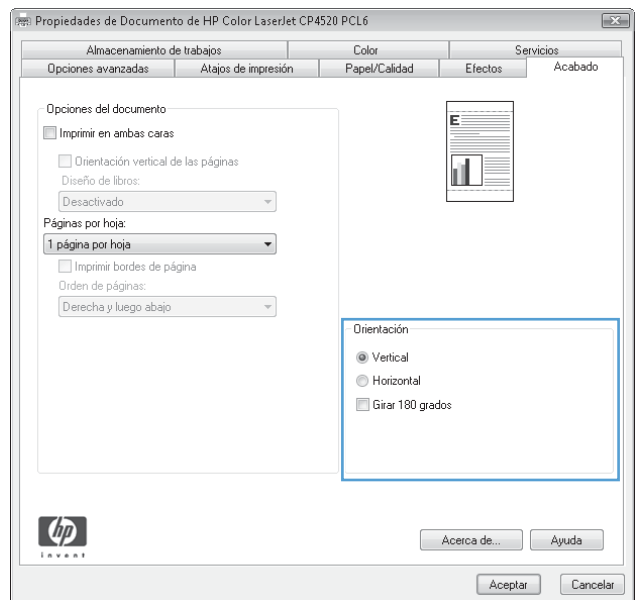 Propiedades de Documento de HP Color LaserJet CP4520 PCL6
Almacenamiento de trabajos Color Servicios
Opciones avanzadas Atajos de impresión Papel/Calidad Efectos Acabado
Opciones del documento
Imprimir en ambas caras
Orientación vertical de las páginas
Diseño de libros:
Desactivado
Páginas por hoja:
1 página por hoja
Imprimir bordes de página
Orden de páginas:
Derecha y luego abajo
E
Orientación
Vertical
Horizontal
Girar 180 grados
hp
invent
Acerca de... Ayuda
Aceptar Cancelar